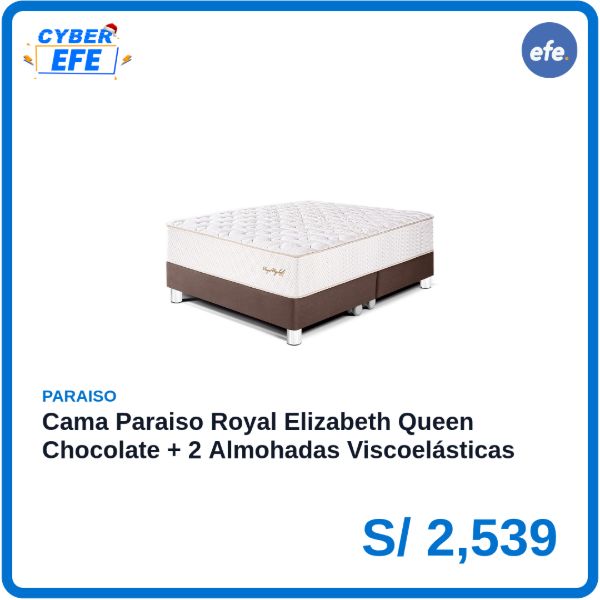 CYBER
EFE
efe.
PARAISO
Cama Paraiso Royal Elizabeth Queen
Chocolate + 2 Almohadas Viscoelásticas
S/ 2,539